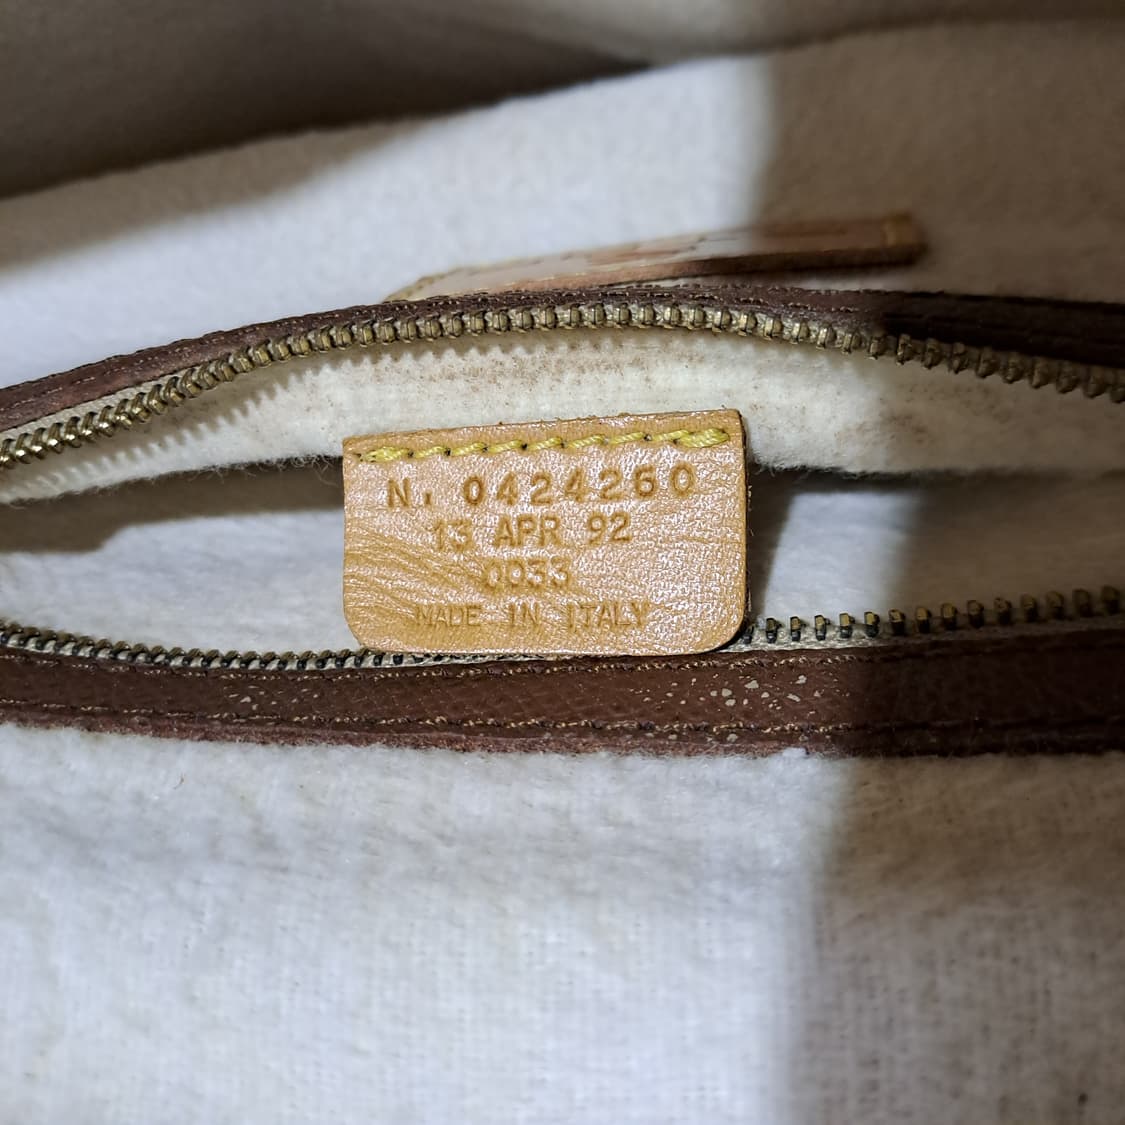 N. 0424260
13 APR 92
0033
MADE IN ITALY